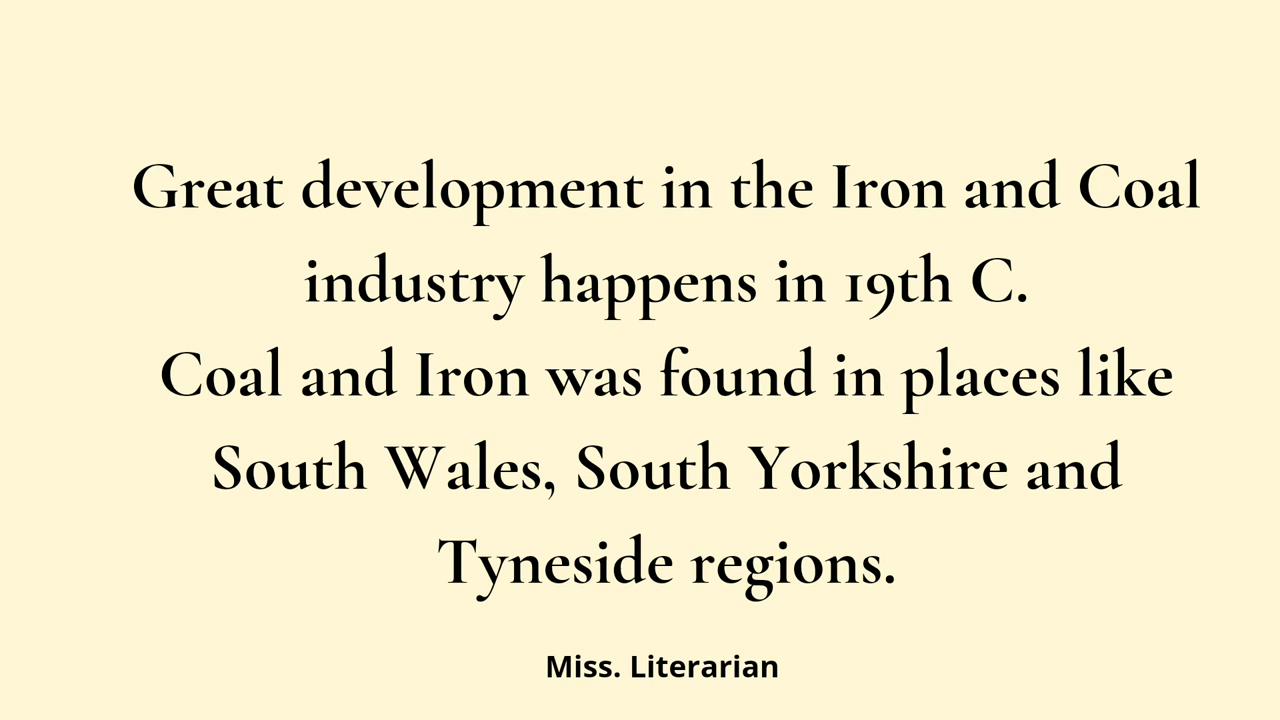 Great development in the Iron and Coal
industry happens in 19th C.
Coal and Iron was found in places like
South Wales, South Yorkshire and
Tyneside regions.
Miss. Literarian